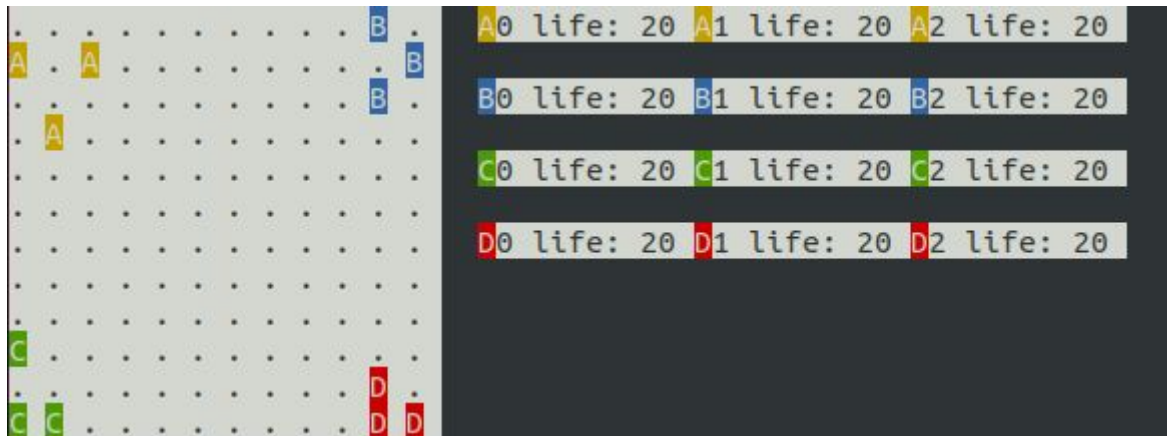 . . . . . . . . . . B . A0 life: 20 A1 life: 20 A2 life: 20
A . A . . . . . . . . B
. . . . . . . . . . B . B0 life: 20 B1 life: 20 B2 life: 20
. A . . . . . . . . . .
. . . . . . . . . . . . C0 life: 20 C1 life: 20 C2 life: 20
. . . . . . . . . . . .
. . . . . . . . . . . . D0 life: 20 D1 life: 20 D2 life: 20
. . . . . . . . . . . .
. . . . . . . . . . . .
C . . . . . . . . . . .
. . . . . . . . . . D .
C C . . . . . . . . D D